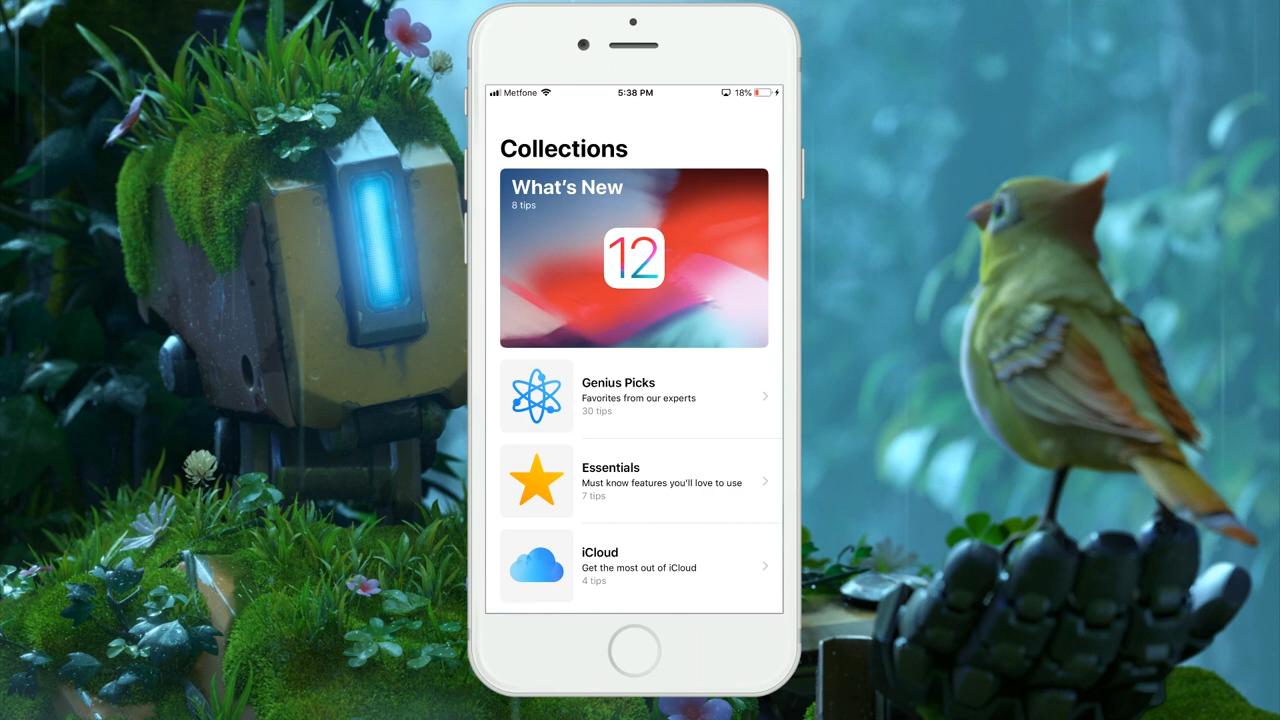 Metfone 5:38 PM 18%
Collections
What's New
8 tips
12
Genius Picks
Favorites from our experts
30 tips
Essentials
Must know features you'll love to use
7 tips
iCloud
Get the most out of iCloud
4 tips